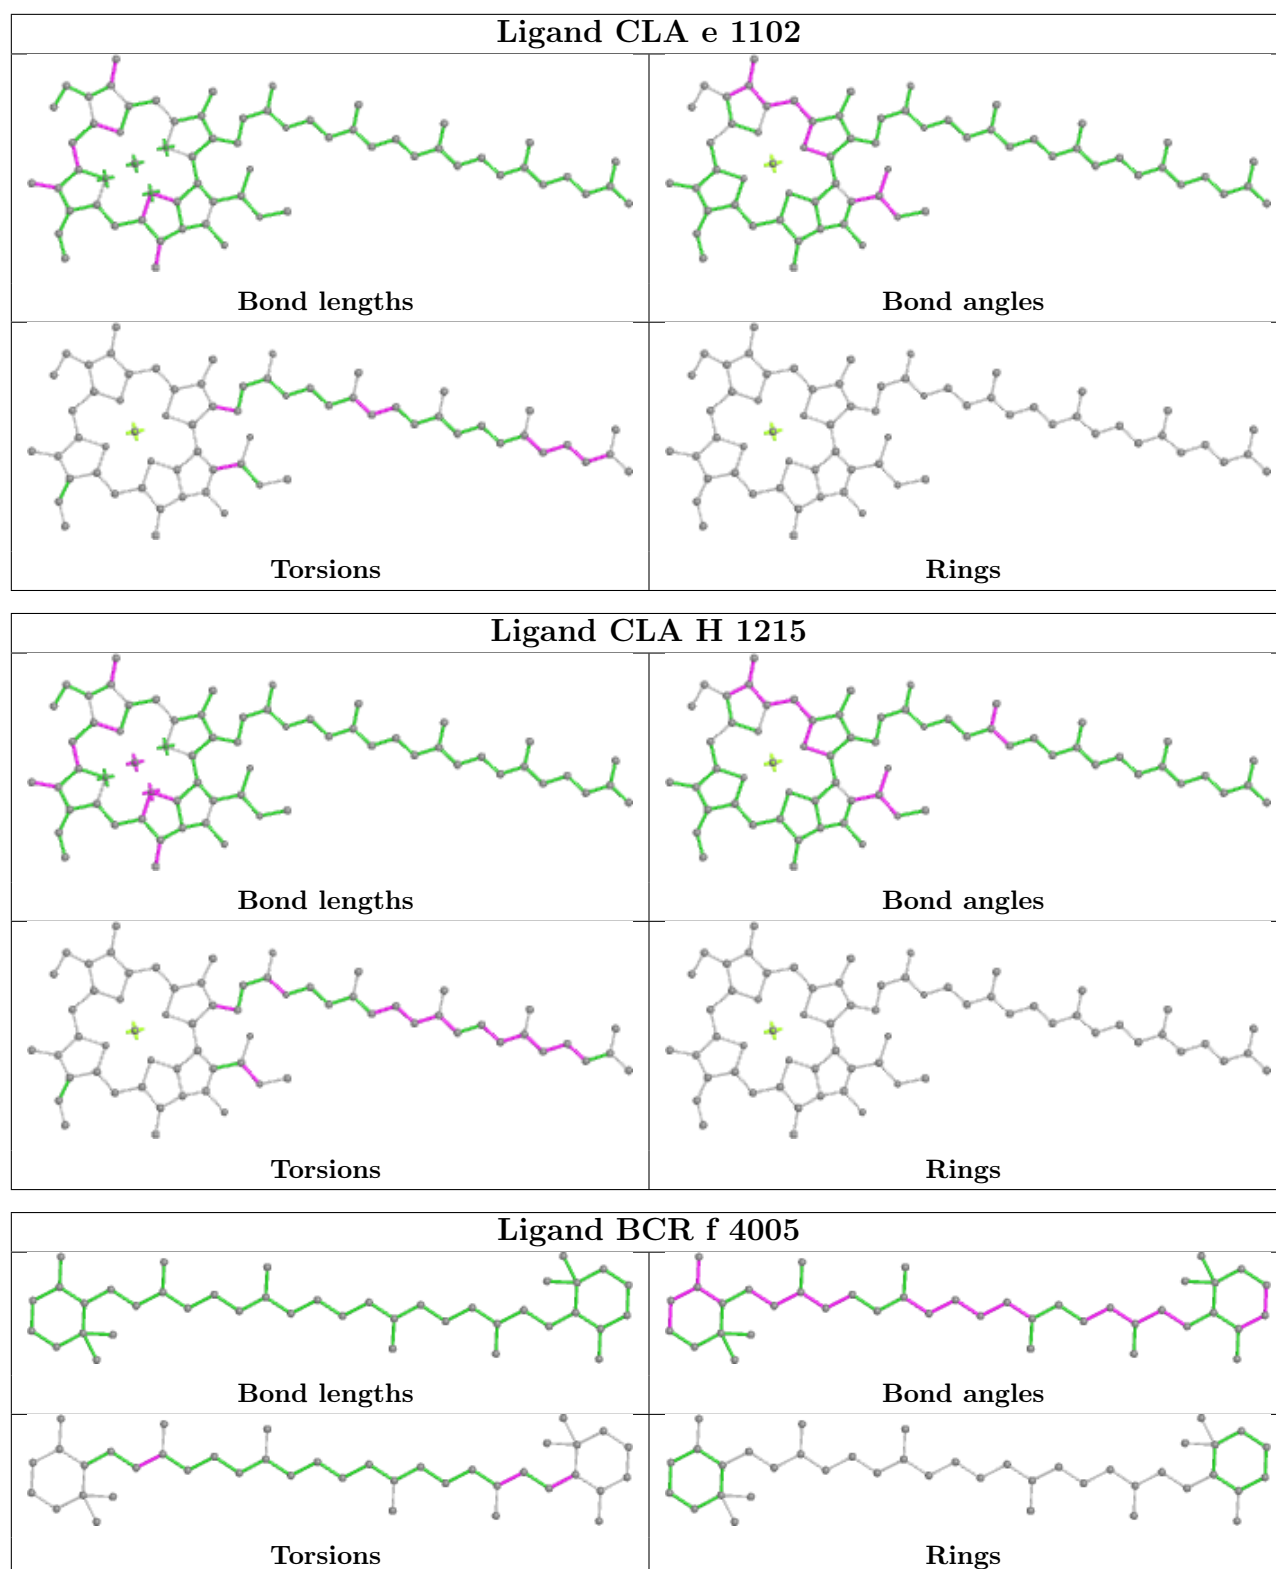 Ligand CLA e 1102
Bond lengths
Bond angles
Torsions
Rings
Ligand CLA H 1215
Bond lengths
Bond angles
Torsions
Rings
Ligand BCR f 4005
Bond lengths
Bond angles
Torsions
Rings